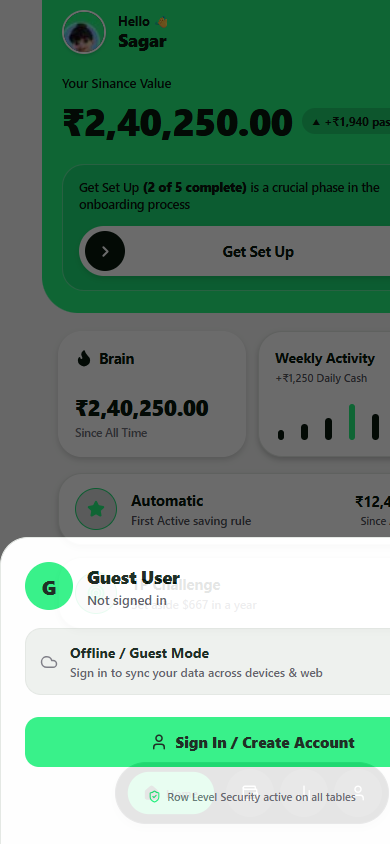 Hello 👋
Sagar
Your Sinance Value
₹2,40,250.00
▲ +₹1,940 pas
Get Set Up (2 of 5 complete) is a crucial phase in the
onboarding process
Get Set Up
Brain
₹2,40,250.00
Since All Time
Weekly Activity
+₹1,250 Daily Cash
Automatic
First Active saving rule
₹12,4
Since
G
Guest User
Challenge
Not signed in
$667 in a year
Offline / Guest Mode
Sign in to sync your data across devices & web
Sign In / Create Account
Row Level Security active on all tables